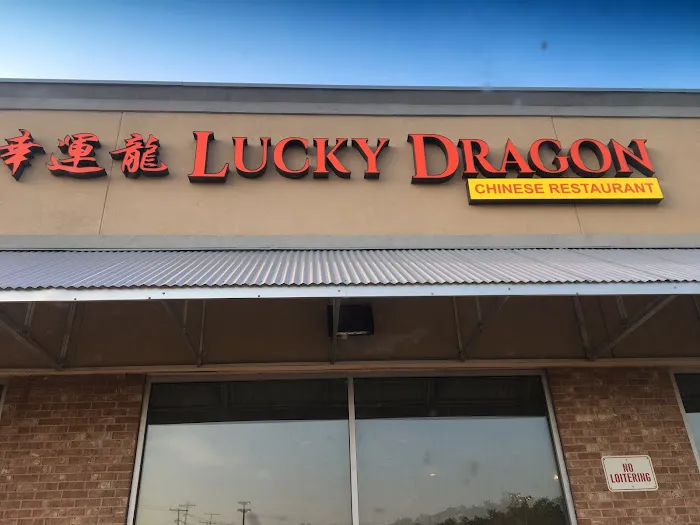 幸運龍 LUCKY DRAGON
CHINESE RESTAURANT
NO
LOITERING